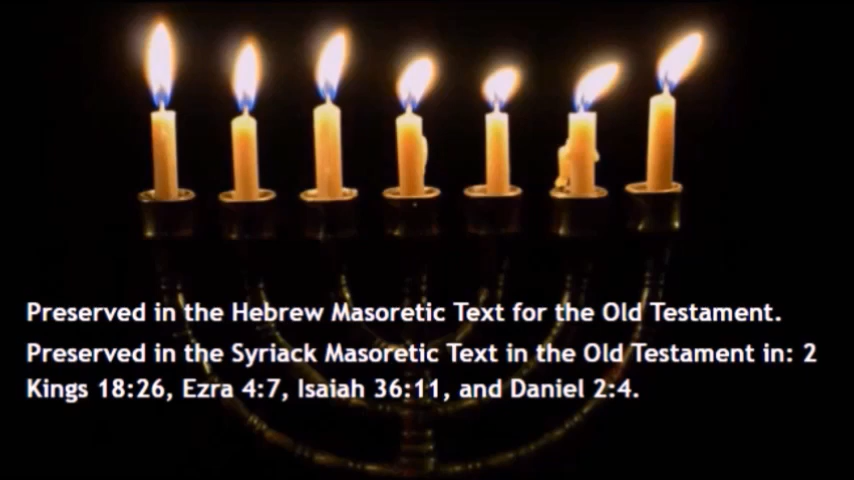 Preserved in the Hebrew Masoretic Text for the Old Testament.
Preserved in the Syriack Masoretic Text in the Old Testament in: 2
Kings 18:26, Ezra 4:7, Isaiah 36:11, and Daniel 2:4.